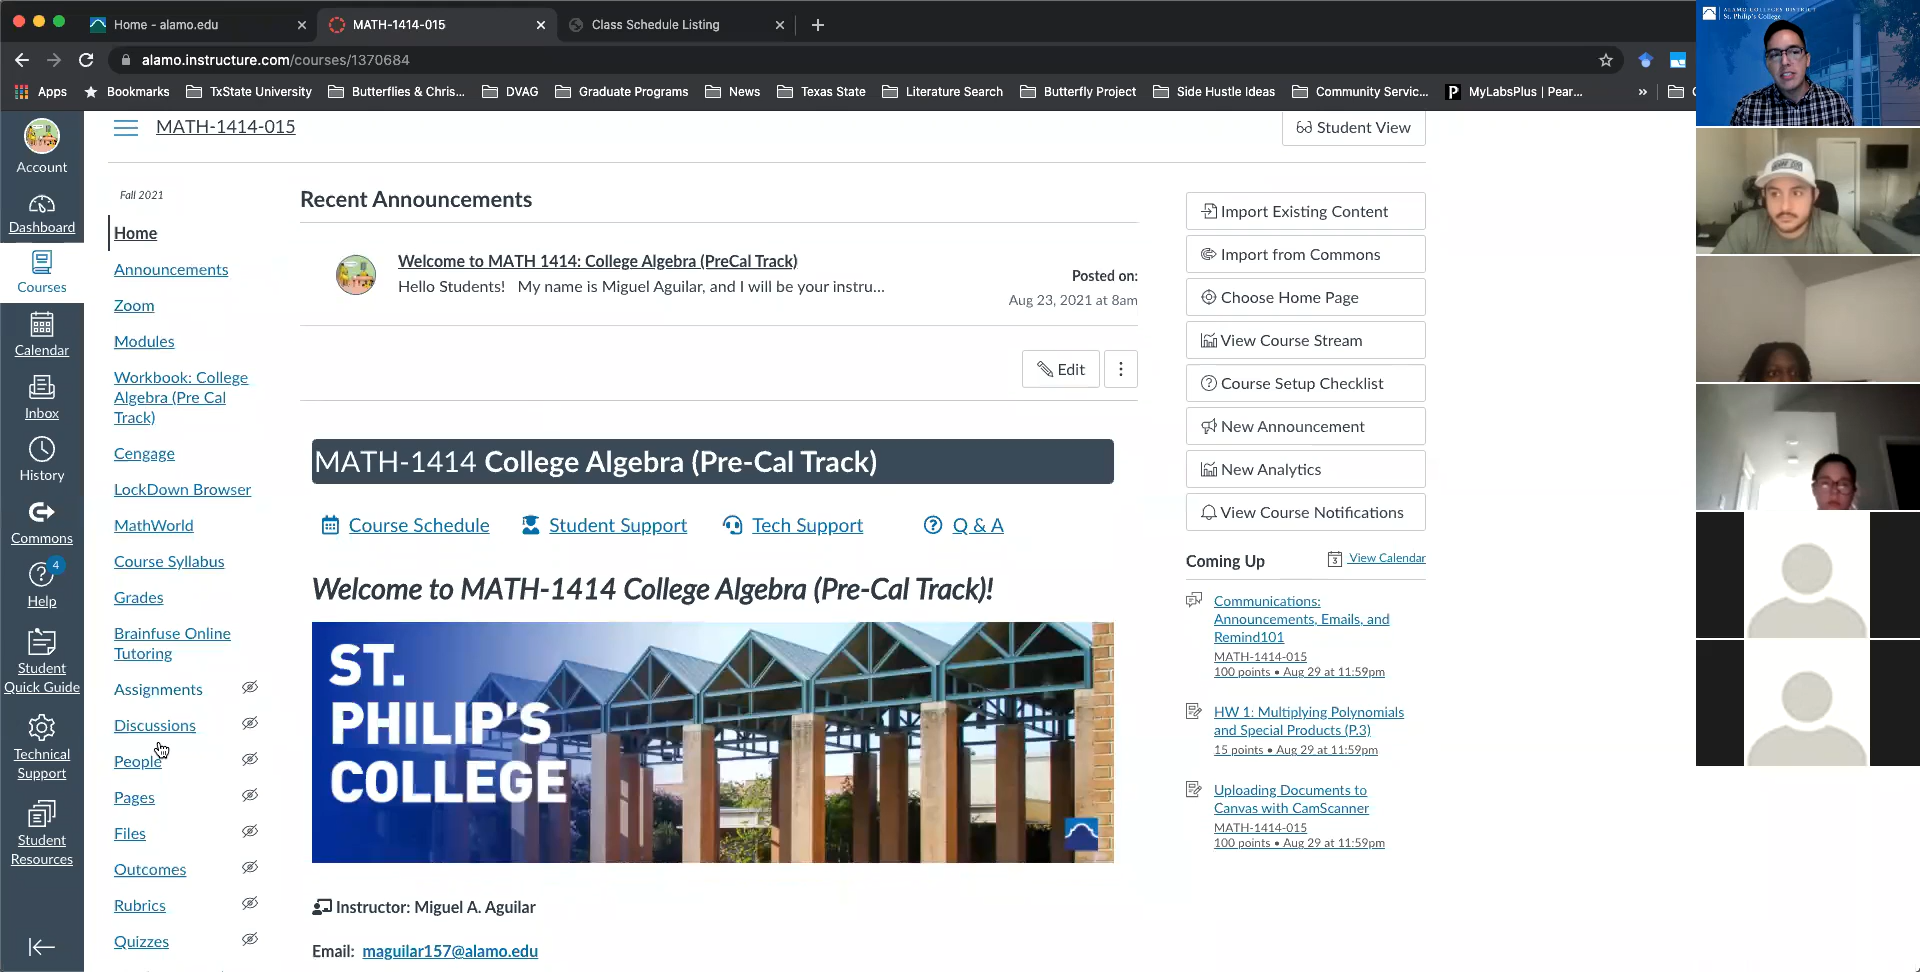 Home - alamo.edu
MATH-1414-015
Class Schedule Listing
alamo.instructure.com/courses/1370684
Apps
Bookmarks
TxState University
Butterflies & Chris...
DVAG
Graduate Programs
News
Texas State
Literature Search
Butterfly Project
Side Hustle Ideas
Community Servic...
MyLabsPlus | Pear...
»
ALAMO COLLEGES DISTRICT
St. Philip's College
MATH-1414-015
Student View
Account
Dashboard
Courses
Calendar
Inbox
History
Commons
4
Help
Student
Quick Guide
Technical
Support
Student
Resources
Fall 2021
Home
Announcements
Zoom
Modules
Workbook: College
Algebra (Pre Cal
Track)
Cengage
LockDown Browser
MathWorld
Course Syllabus
Grades
Brainfuse Online
Tutoring
Assignments
Discussions
People
Pages
Files
Outcomes
Rubrics
Quizzes
Recent Announcements
Welcome to MATH 1414: College Algebra (PreCal Track)
Hello Students! My name is Miguel Aguilar, and I will be your instru...
Posted on:
Aug 23, 2021 at 8am
Edit
MATH-1414 College Algebra (Pre-Cal Track)
Course Schedule
Student Support
Tech Support
Q & A
Welcome to MATH-1414 College Algebra (Pre-Cal Track)!
ST.
PHILIP'S
COLLEGE
Instructor: Miguel A. Aguilar
Email: maguilar157@alamo.edu
Import Existing Content
Import from Commons
Choose Home Page
View Course Stream
Course Setup Checklist
New Announcement
New Analytics
View Course Notifications
Coming Up
3
View Calendar
Communications:
Announcements, Emails, and
Remind101
MATH-1414-015
100 points • Aug 29 at 11:59pm
HW 1: Multiplying Polynomials
and Special Products (P.3)
15 points • Aug 29 at 11:59pm
Uploading Documents to
Canvas with CamScanner
MATH-1414-015
100 points • Aug 29 at 11:59pm